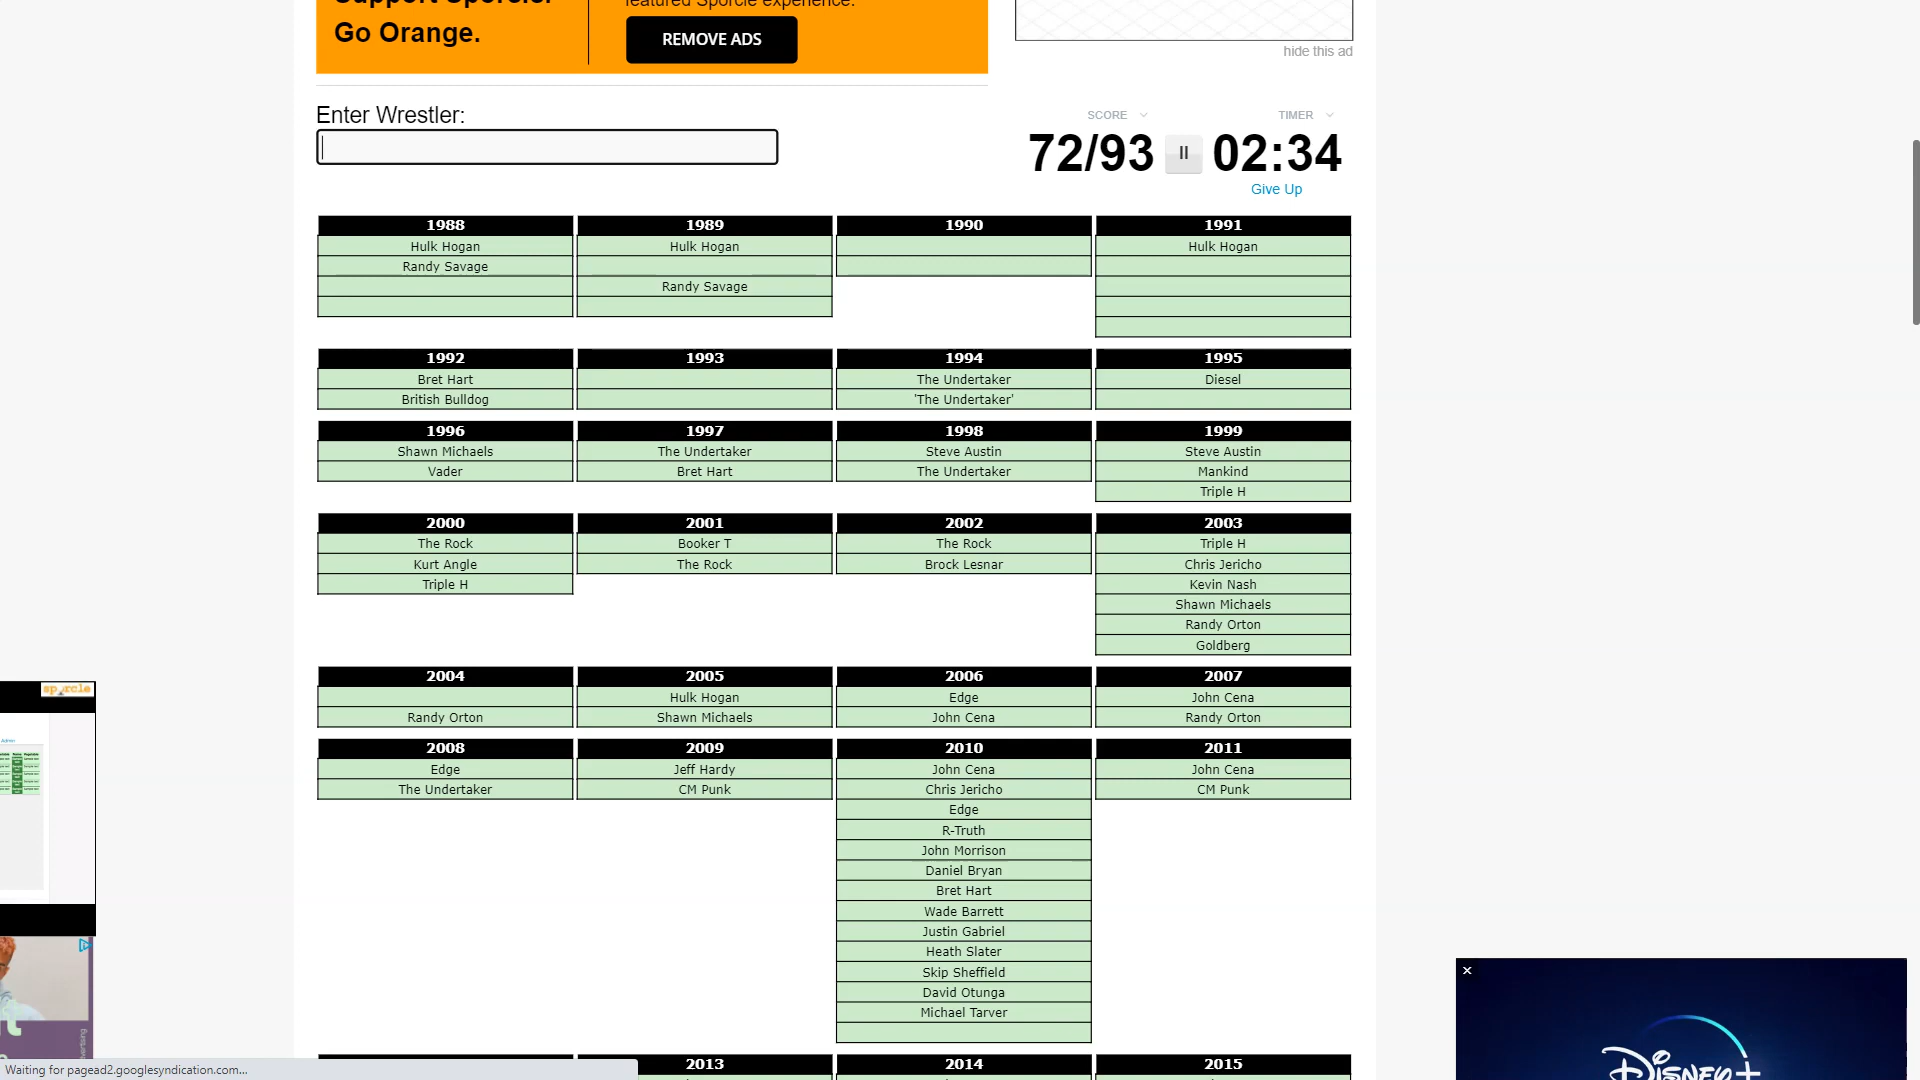 Go Orange.
REMOVE ADS
hide this ad
Enter Wrestler:
SCORE
TIMER
72/93
02:34
Give Up
1988
Hulk Hogan
Randy Savage
1989
Hulk Hogan
Randy Savage
1990
1991
Hulk Hogan
1992
Bret Hart
British Bulldog
1993
1994
The Undertaker
'The Undertaker'
1995
Diesel
1996
Shawn Michaels
Vader
1997
The Undertaker
Bret Hart
1998
Steve Austin
The Undertaker
1999
Steve Austin
Mankind
Triple H
2000
The Rock
Kurt Angle
Triple H
2001
Booker T
The Rock
2002
The Rock
Brock Lesnar
2003
Triple H
Chris Jericho
Kevin Nash
Shawn Michaels
Randy Orton
Goldberg
2004
Randy Orton
2005
Hulk Hogan
Shawn Michaels
2006
Edge
John Cena
2007
John Cena
Randy Orton
2008
Edge
The Undertaker
2009
Jeff Hardy
CM Punk
2010
John Cena
Chris Jericho
Edge
R-Truth
John Morrison
Daniel Bryan
Bret Hart
Wade Barrett
Justin Gabriel
Heath Slater
Skip Sheffield
David Otunga
Michael Tarver
2011
John Cena
CM Punk
2013
2014
2015
sporcle
Disney+
Waiting for pagead2.googlesyndication.com...